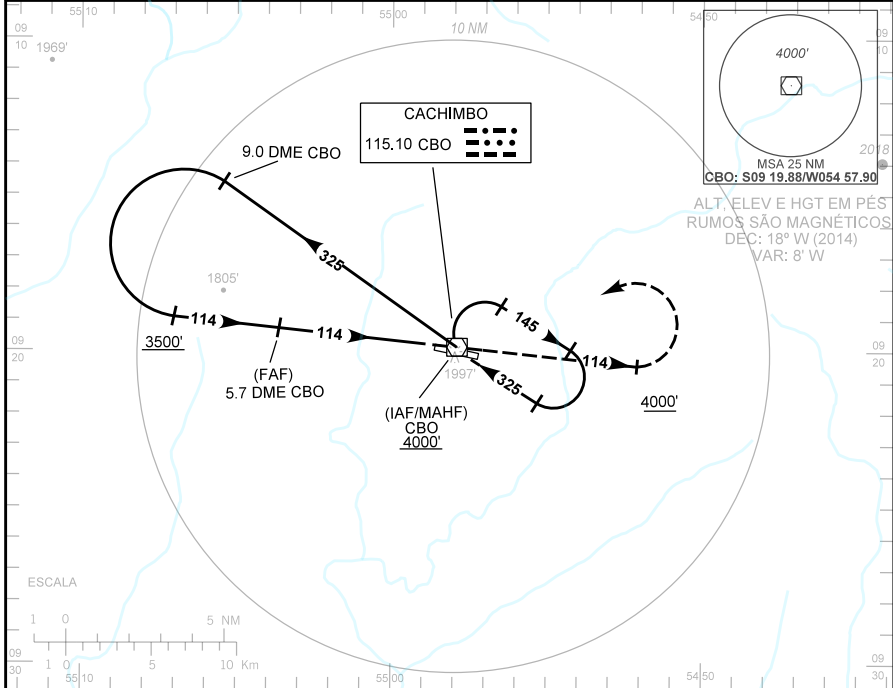 55 10
55 00
54 50
09
10
1969'
10 NM
09
10
4000'
MSA 25 NM
CBO: S09 19.88/W054 57.90
2018
CACHIMBO
115.10 CBO
9.0 DME CBO
ALT, ELEV E HGT EM PÉS
RUMOS SÃO MAGNÉTICOS
DEC: 18º W (2014)
VAR: 8' W
325
1805'
114
114
145
3500'
114
09
20
09
20
(FAF)
5.7 DME CBO
1997'
325
(IAF/MAHF)
CBO
4000'
4000'
ESCALA
1 0 5 NM
1 0 5 10 Km
09
30
09
30
55 10
55 00
54 50